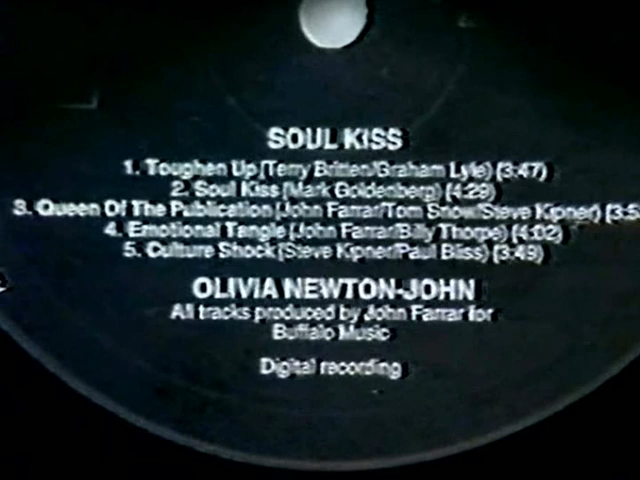 SOUL KISS
1. Toughen Up (Terry Britten/Graham Lyle) (3:47)
2. Soul Kiss (Mark Goldenberg) (4:29)
3. Queen Of The Publication (John Farrar/Tom Snow/Steve Kipner) (3:5
4. Emotional Tangle (John Farrar/Billy Thorpe) (4:02)
5. Culture Shock (Steve Kipner/Paul Bliss) (3:49)
OLIVIA NEWTON-JOHN
All tracks produced by John Farrar for
Buffalo Music
Digital recording